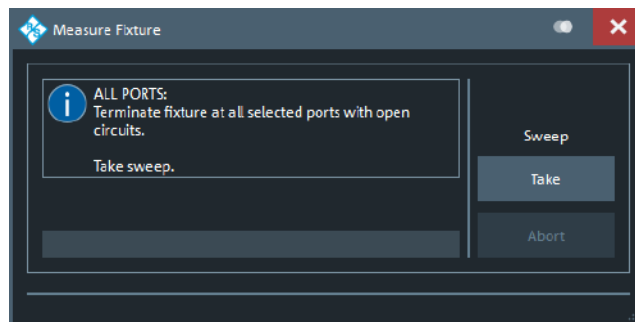 Measure Fixture
ALL PORTS:
Terminate fixture at all selected ports with open
circuits.
Take sweep.
Sweep
Take
Abort